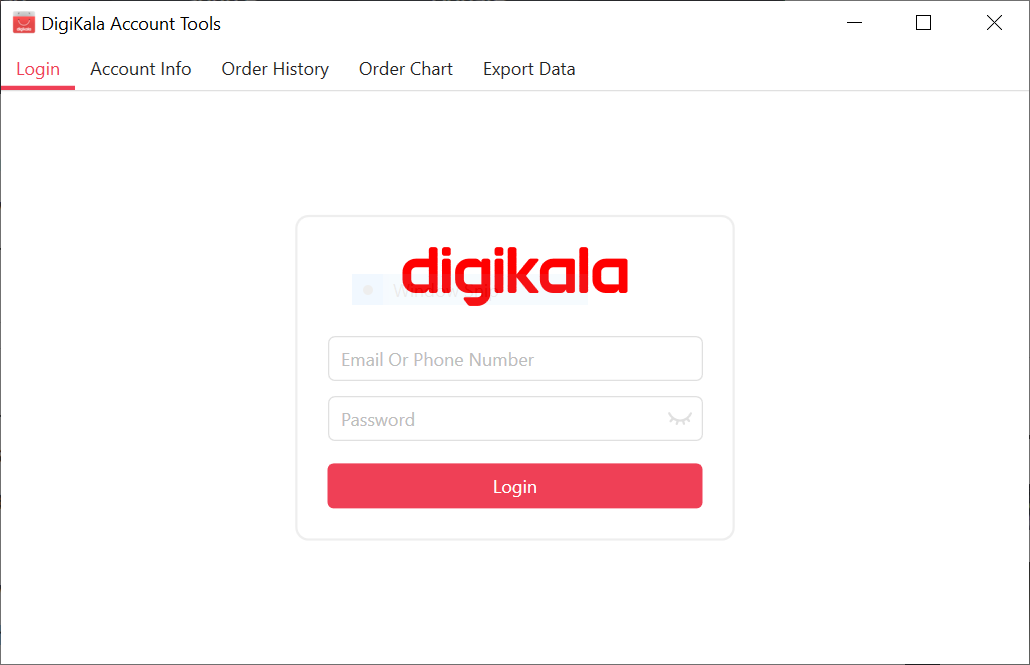 DigiKala Account Tools
Login Account Info Order History Order Chart Export Data
digikala
Email Or Phone Number
Password
Login